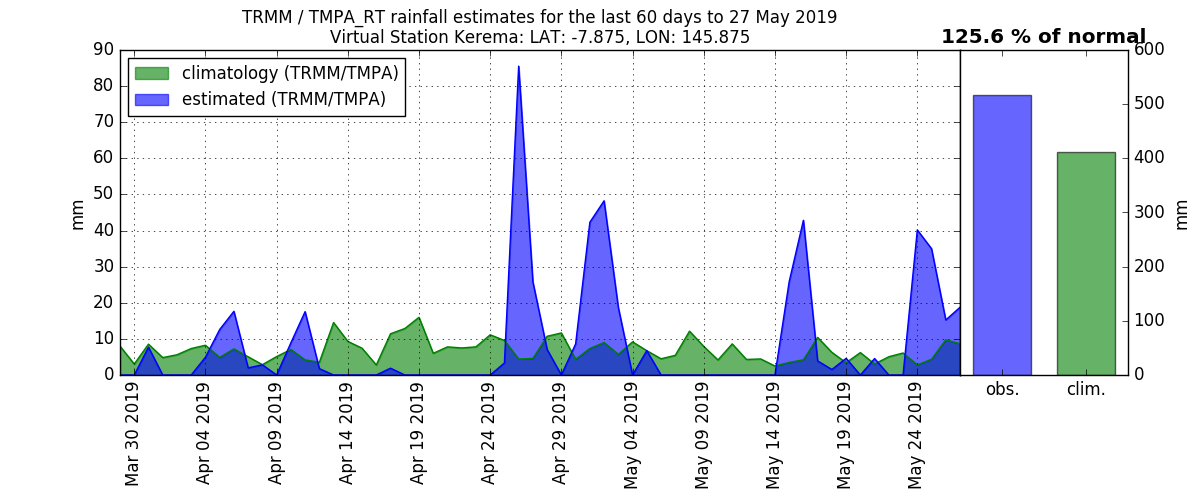 TRMM / TMPA_RT rainfall estimates for the last 60 days to 27 May 2019
Virtual Station Kerema: LAT: -7.875, LON: 145.875
125.6 % of normal
climatology (TRMM/TMPA)
estimated (TRMM/TMPA)
90
80
70
60
50
40
30
20
10
0
mm
Mar 30 2019
Apr 04 2019
Apr 09 2019
Apr 14 2019
Apr 19 2019
Apr 24 2019
Apr 29 2019
May 04 2019
May 09 2019
May 14 2019
May 19 2019
May 24 2019
obs.
clim.
600
500
400
300
200
100
0
mm